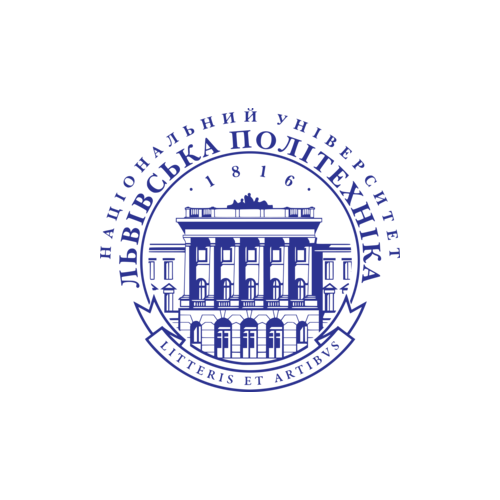 НАЦІОНАЛЬНИЙ УНІВЕРСИТЕТ
ЛЬВІВСЬКА ПОЛІТЕХНІКА
· 1 8 1 6 ·
LITTERIS ET ARTIBVS